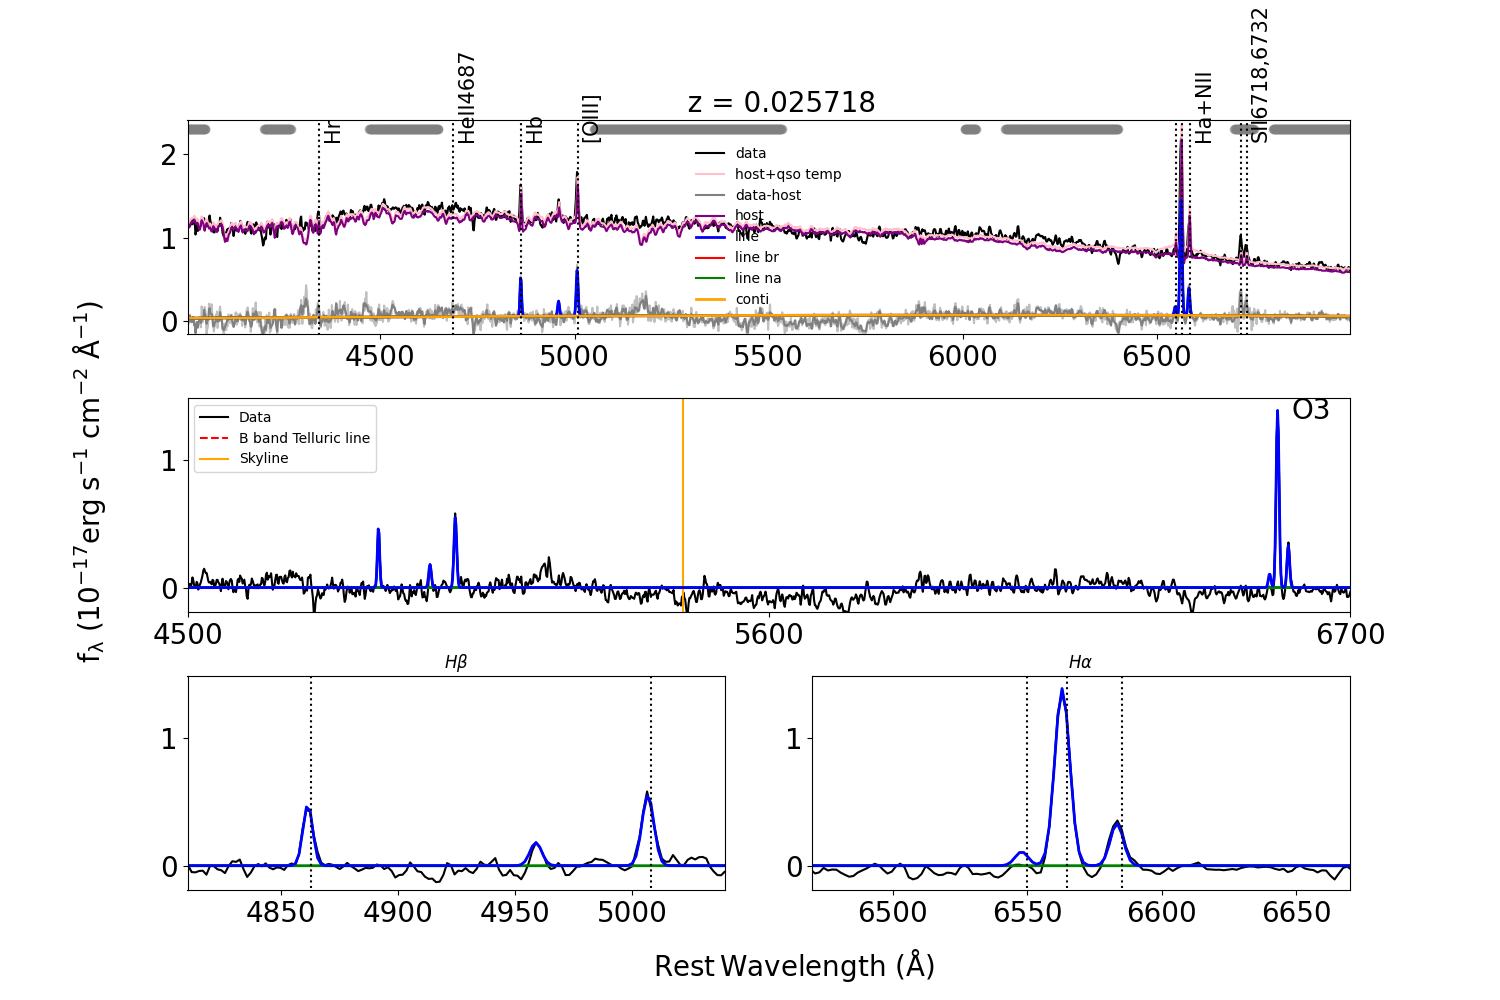 z = 0.025718
Hr
HeII4687
Hb
[OIII]
Ha+NII
SII6718,6732
data
host+qso temp
data-host
host
line
line br
line na
conti
2
1
0
4500
5000
5500
6000
6500
fλ (10−17erg s−1 cm−2 Å−1)
Data
B band Telluric line
Skyline
O3
1
0
4500
5600
6700
Hβ
1
0
4850
4900
4950
5000
Hα
1
0
6500
6550
6600
6650
Rest Wavelength (Å)